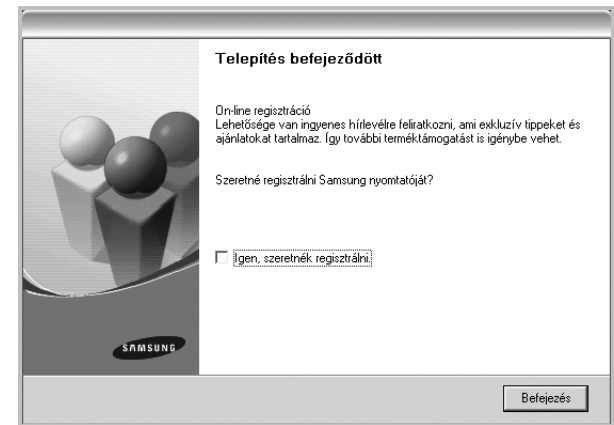 Telepítés befejeződött
On-line regisztráció
Lehetősége van ingyenes hírlevélre feliratkozni, ami exkluzív tippeket és
ajánlatokat tartalmaz. Így további terméktámogatást is igénybe vehet.
Szeretné regisztrálni Samsung nyomtatóját?
Igen, szeretnék regisztrálni.
SAMSUNG
Befejezés